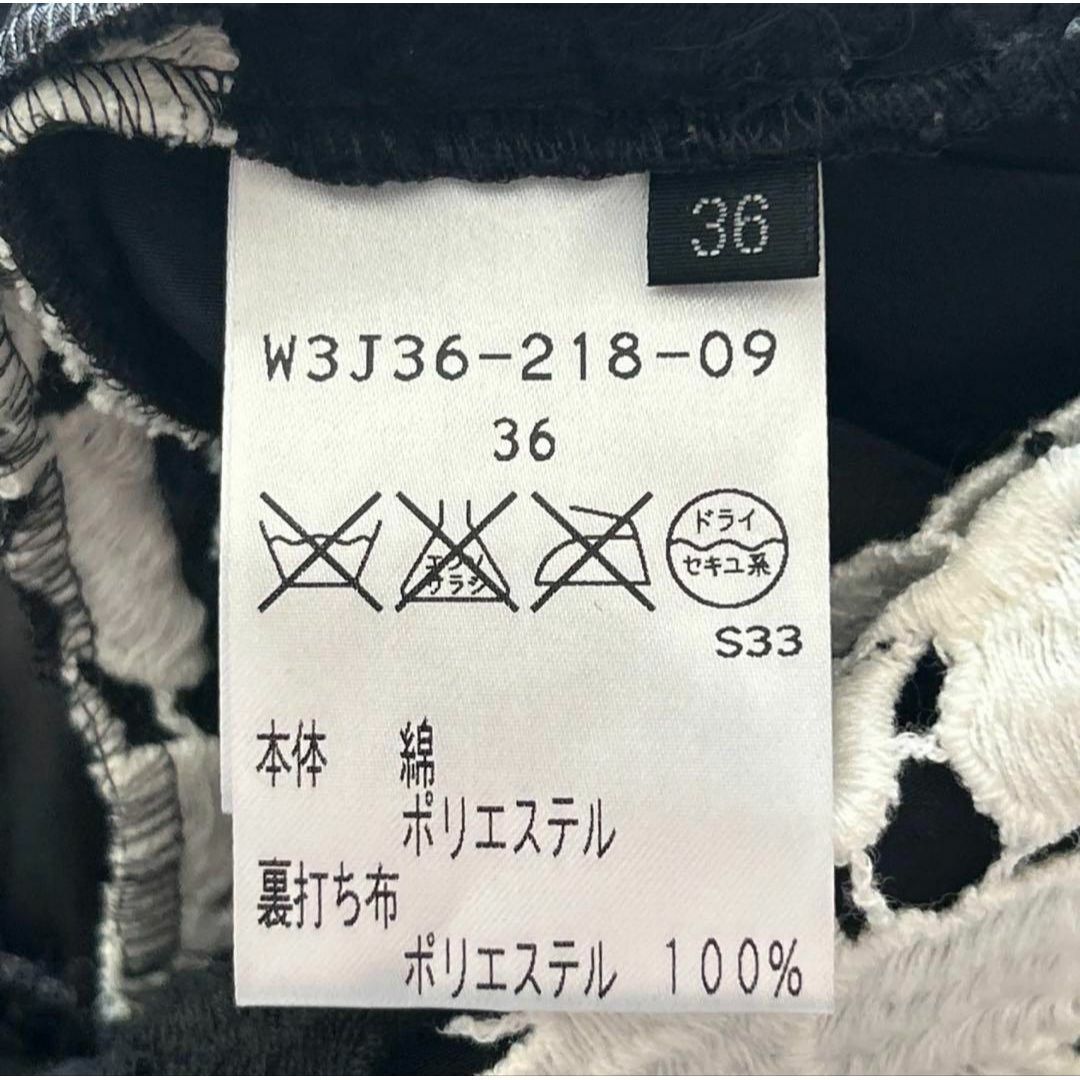 36
W3J36-218-09
36
エンソ
サラシ
ドライ
セキユ系
S33
本体 綿
ポリエステル
裏打ち布
ポリエステル 100%